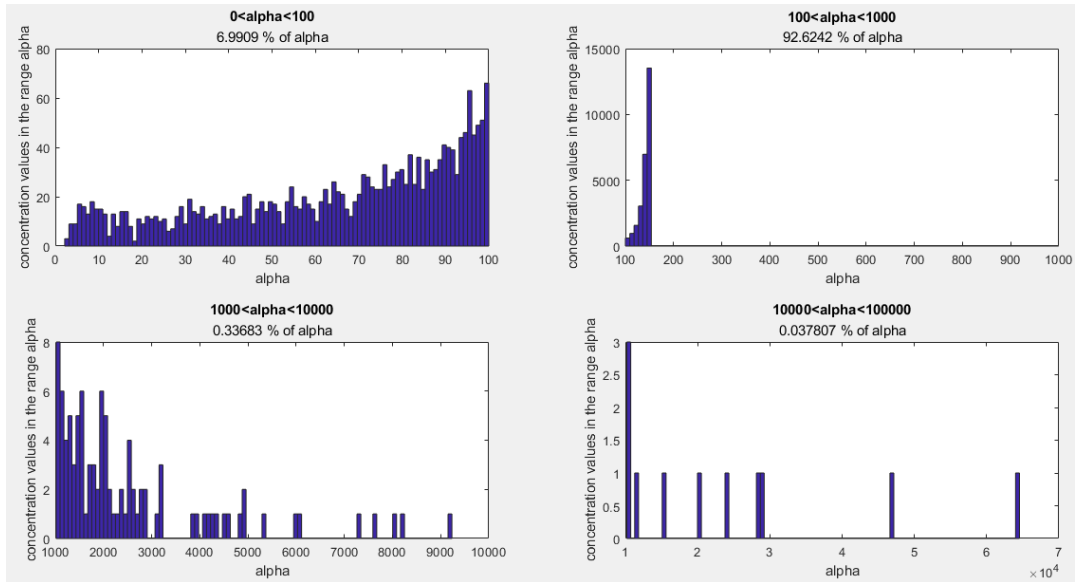 0<alpha<100
6.9909 % of alpha
concentration values in the range alpha
80
60
40
20
0
0 10 20 30 40 50 60 70 80 90 100
alpha
100<alpha<1000
92.6242 % of alpha
concentration values in the range alpha
15000
10000
5000
0
100 200 300 400 500 600 700 800 900 1000
alpha
1000<alpha<10000
0.33683 % of alpha
concentration values in the range alpha
8
6
4
2
0
1000 2000 3000 4000 5000 6000 7000 8000 9000 10000
alpha
10000<alpha<100000
0.037807 % of alpha
concentration values in the range alpha
3
2.5
2
1.5
1
0.5
0
1 2 3 4 5 6 7
alpha
×10⁴